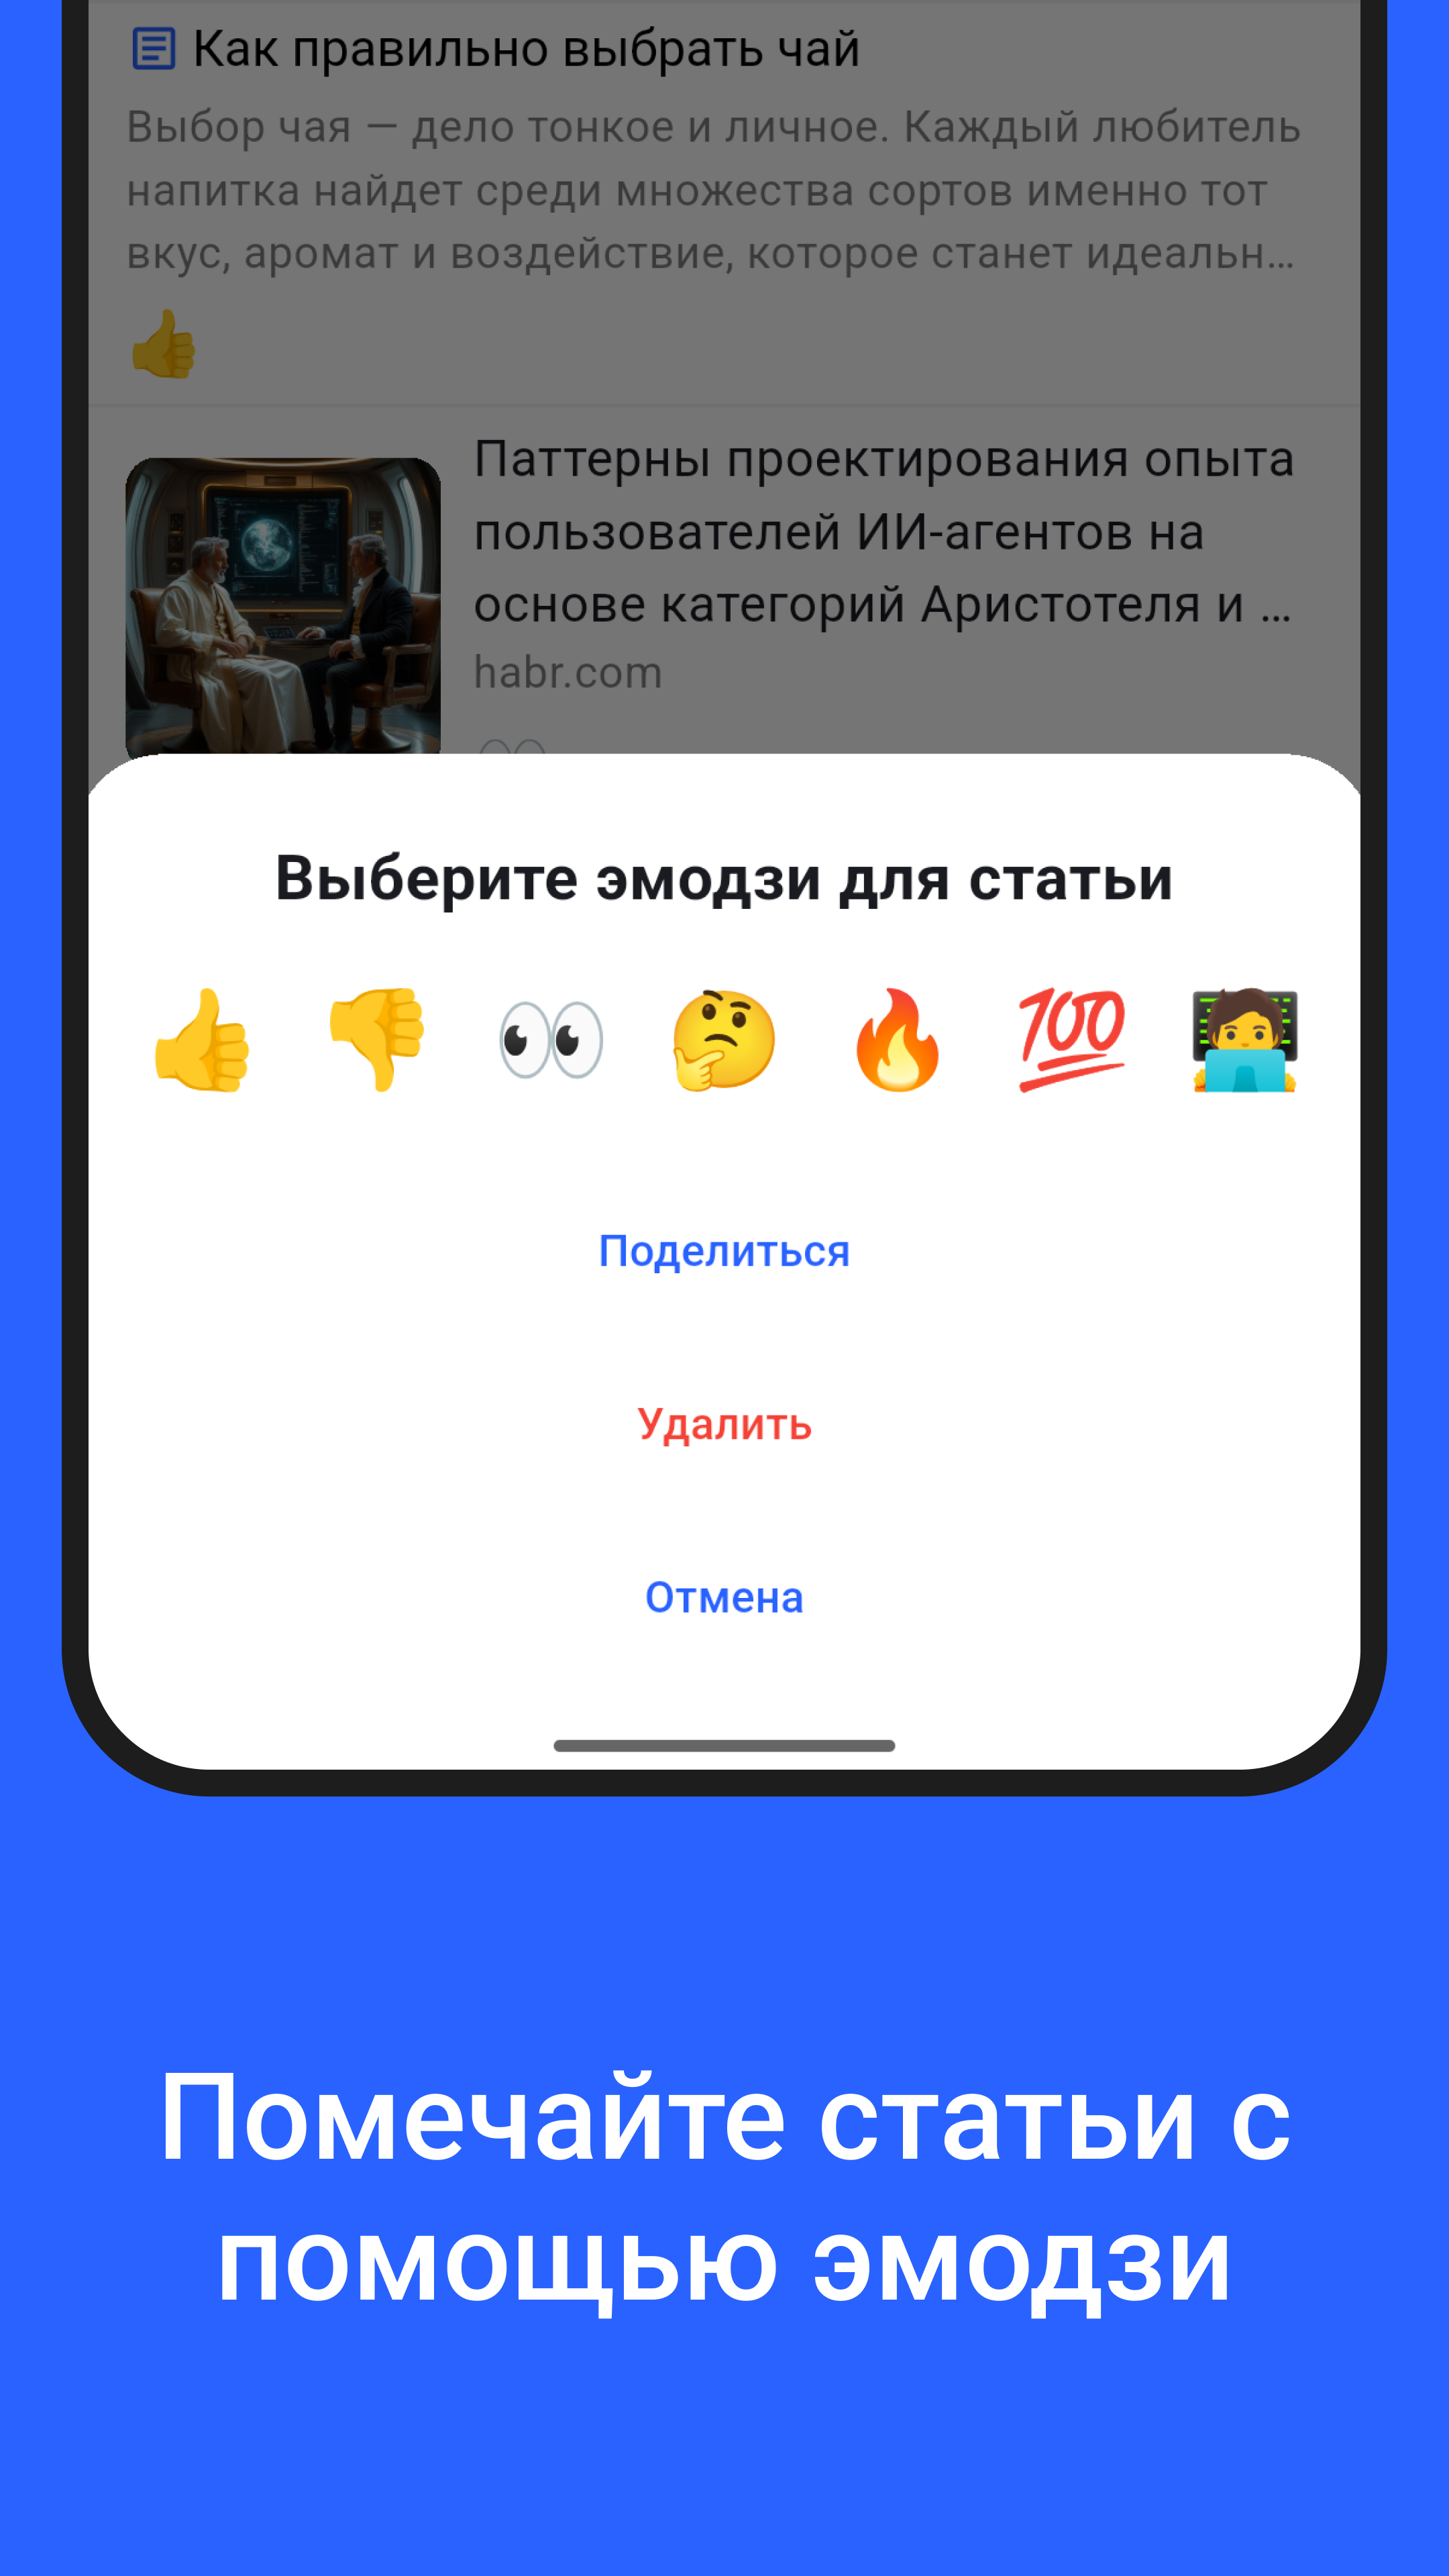 Как правильно выбрать чай
Выбор чая — дело тонкое и личное. Каждый любитель
напитка найдет среди множества сортов именно тот
вкус, аромат и воздействие, которое станет идеальн...
👍
Паттерны проектирования опыта
пользователей ИИ-агентов на
основе категорий Аристотеля и ...
habr.com
Выберите эмодзи для статьи
👍 👎 👀 🤔 🔥 💯 🧑‍💻
Поделиться
Удалить
Отмена
Помечайте статьи с
помощью эмодзи